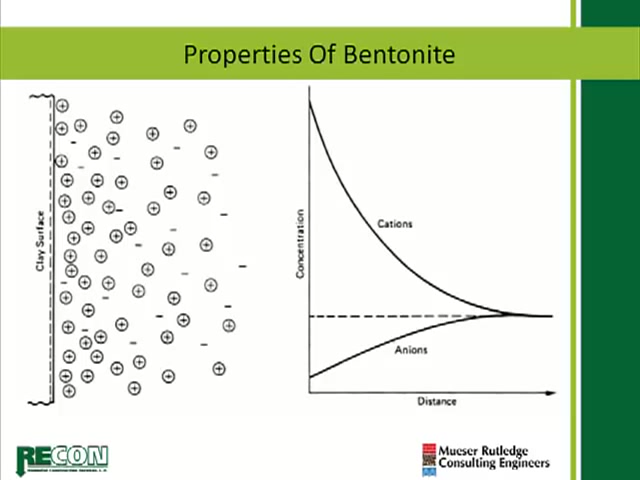 Properties Of Bentonite
Clay Surface
Concentration
Cations
Anions
Distance
RECON
Mueser Rutledge
Consulting Engineers